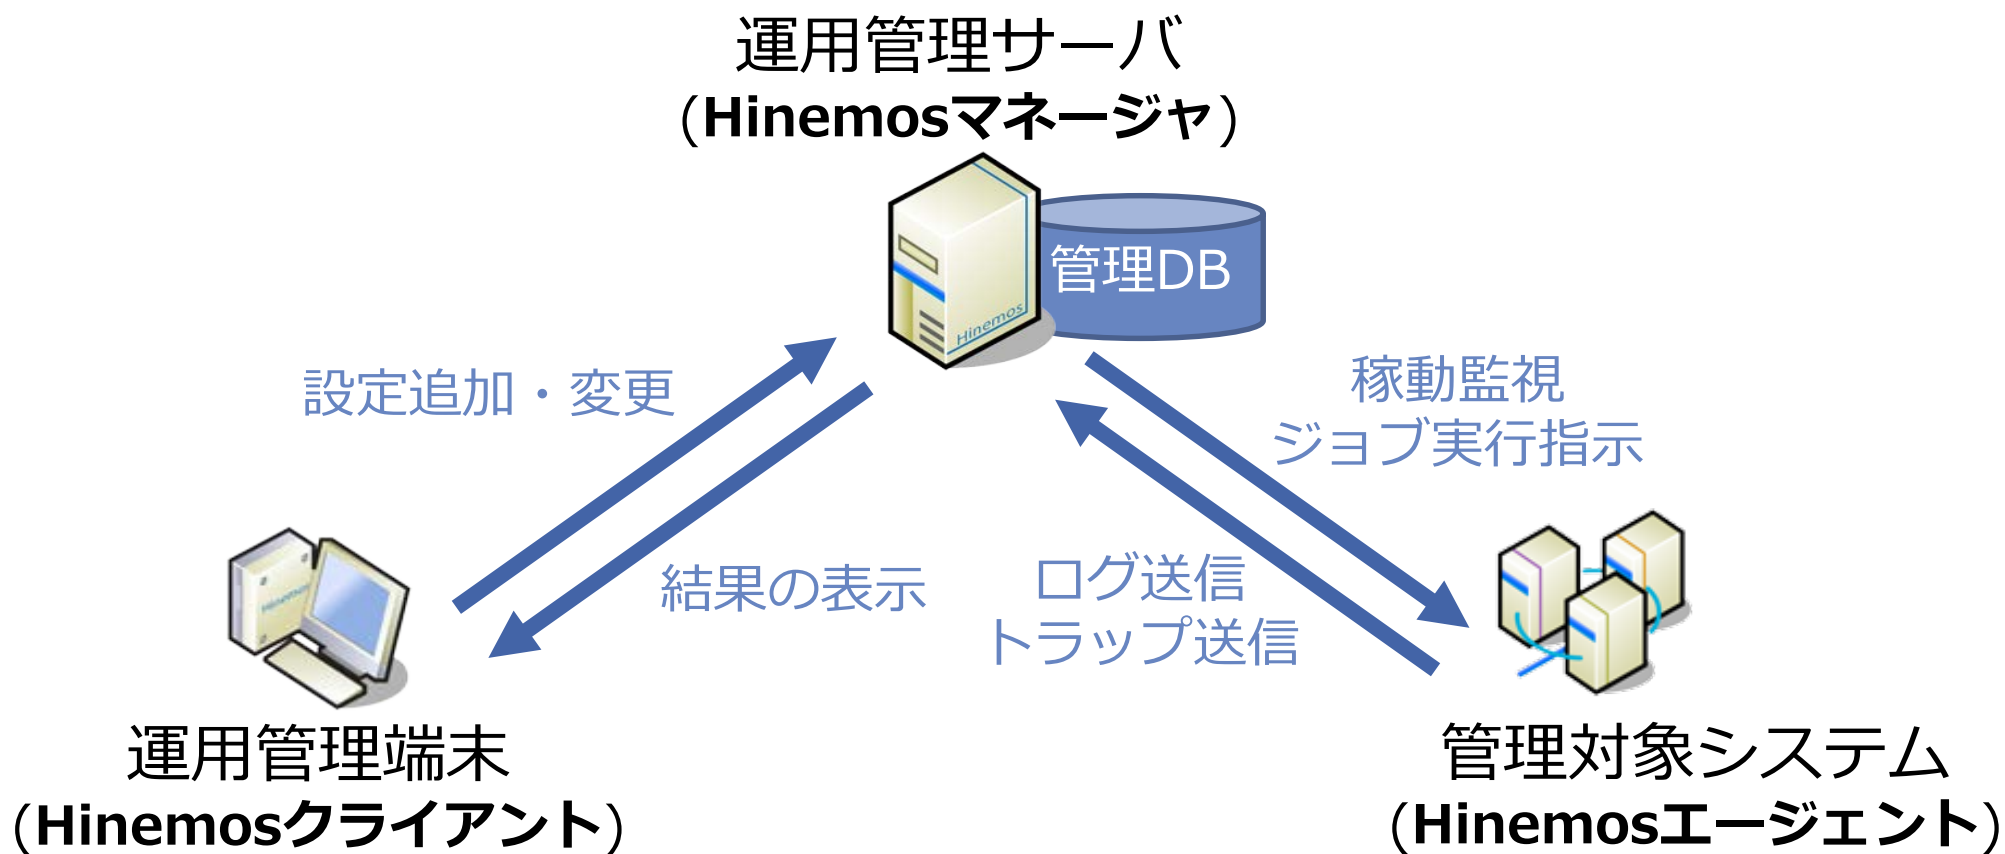 運用管理サーバ
(Hinemosマネージャ)
管理DB
Hinemos
設定追加・変更
稼動監視
ジョブ実行指示
結果の表示
ログ送信
トラップ送信
Hinemos
運用管理端末
(Hinemosクライアント)
管理対象システム
(Hinemosエージェント)